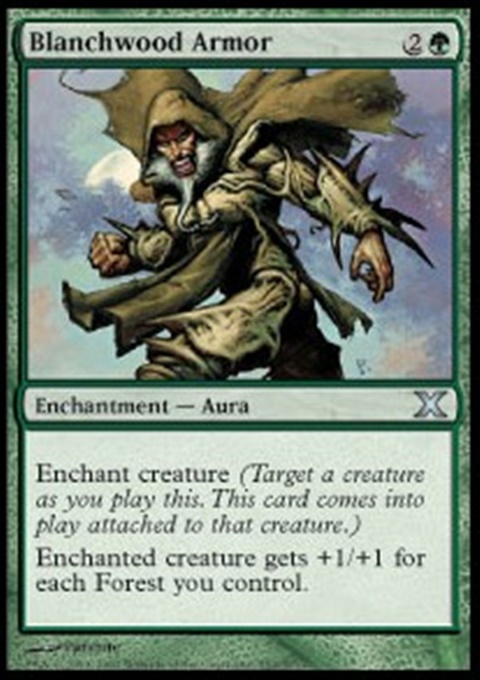 Blanchwood Armor 2
Enchantment — Aura
Enchant creature (Target a creature
as you play this. This card comes into
play attached to that creature.)
Enchanted creature gets +1/+1 for
each Forest you control.